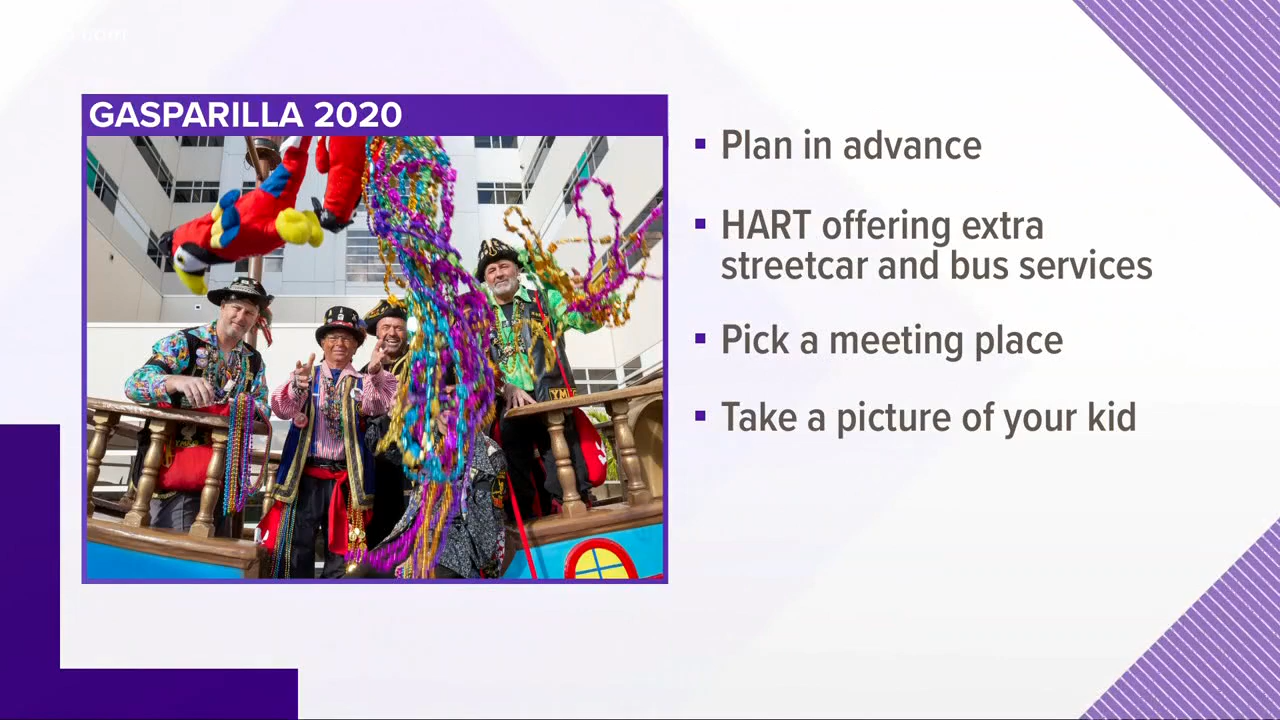 GASPARILLA 2020
Plan in advance
HART offering extra
streetcar and bus services
Pick a meeting place
Take a picture of your kid